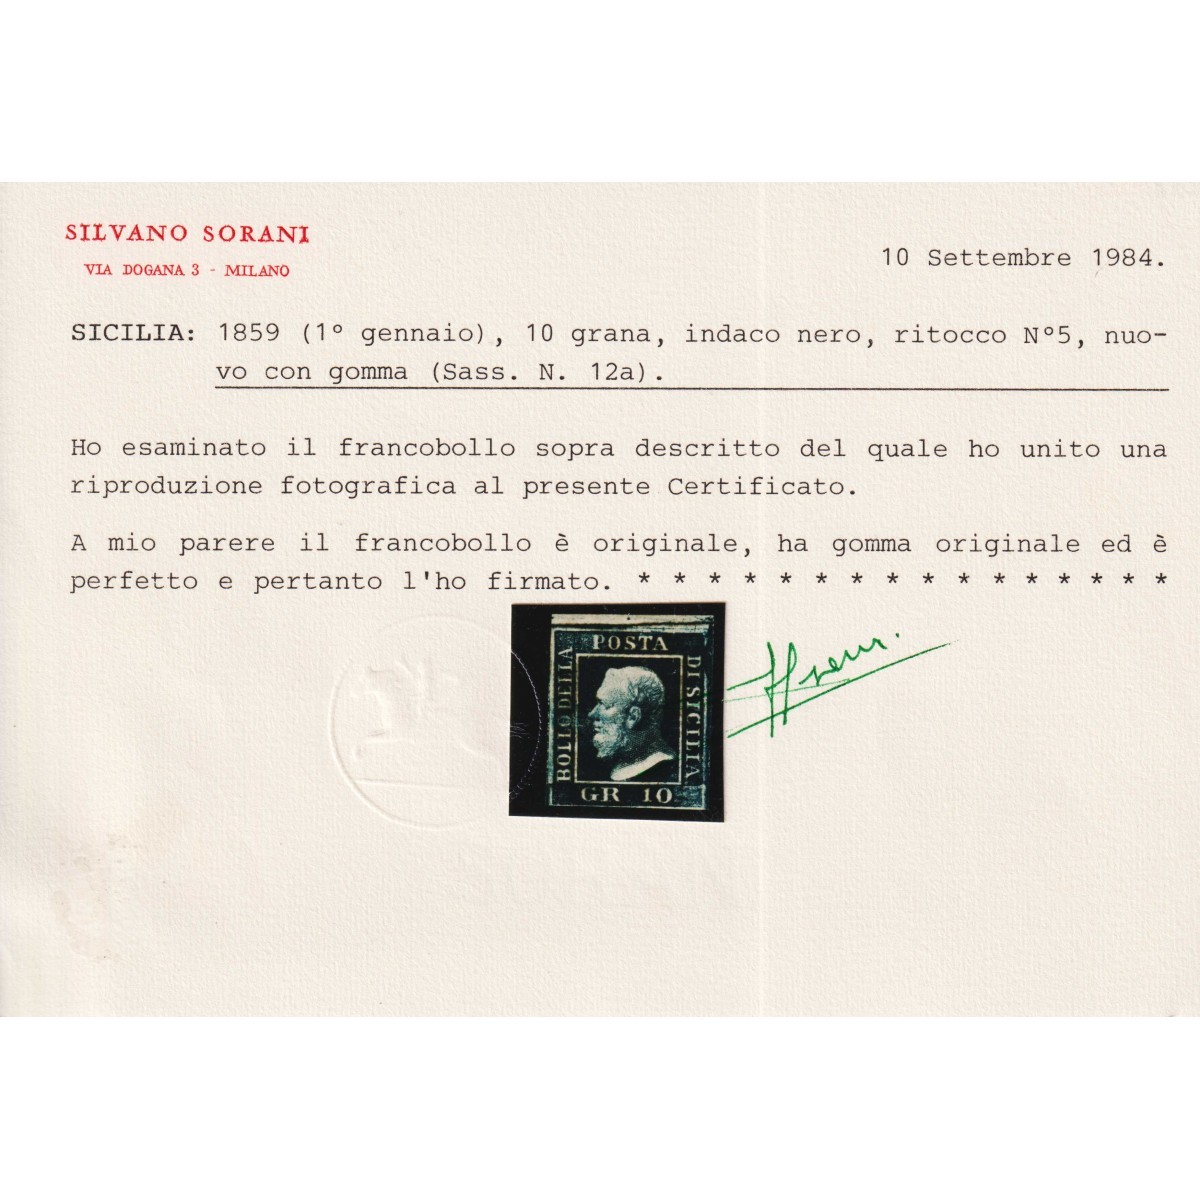 SILVANO SORANI
VIA DOGANA 3 - MILANO
10 Settembre 1984.
SICILIA: 1859 (1° gennaio), 10 grana, indaco nero, ritocco N°5, nuo-
vo con gomma (Sass. N. 12a).
Ho esaminato il francobollo sopra descritto del quale ho unito una
riproduzione fotografica al presente Certificato.
A mio parere il francobollo è originale, ha gomma originale ed è
perfetto e pertanto l'ho firmato. * * * * * * * * * * * * * * * *
POSTA
BOLLO DELLA
DI SICILIA
GR 10